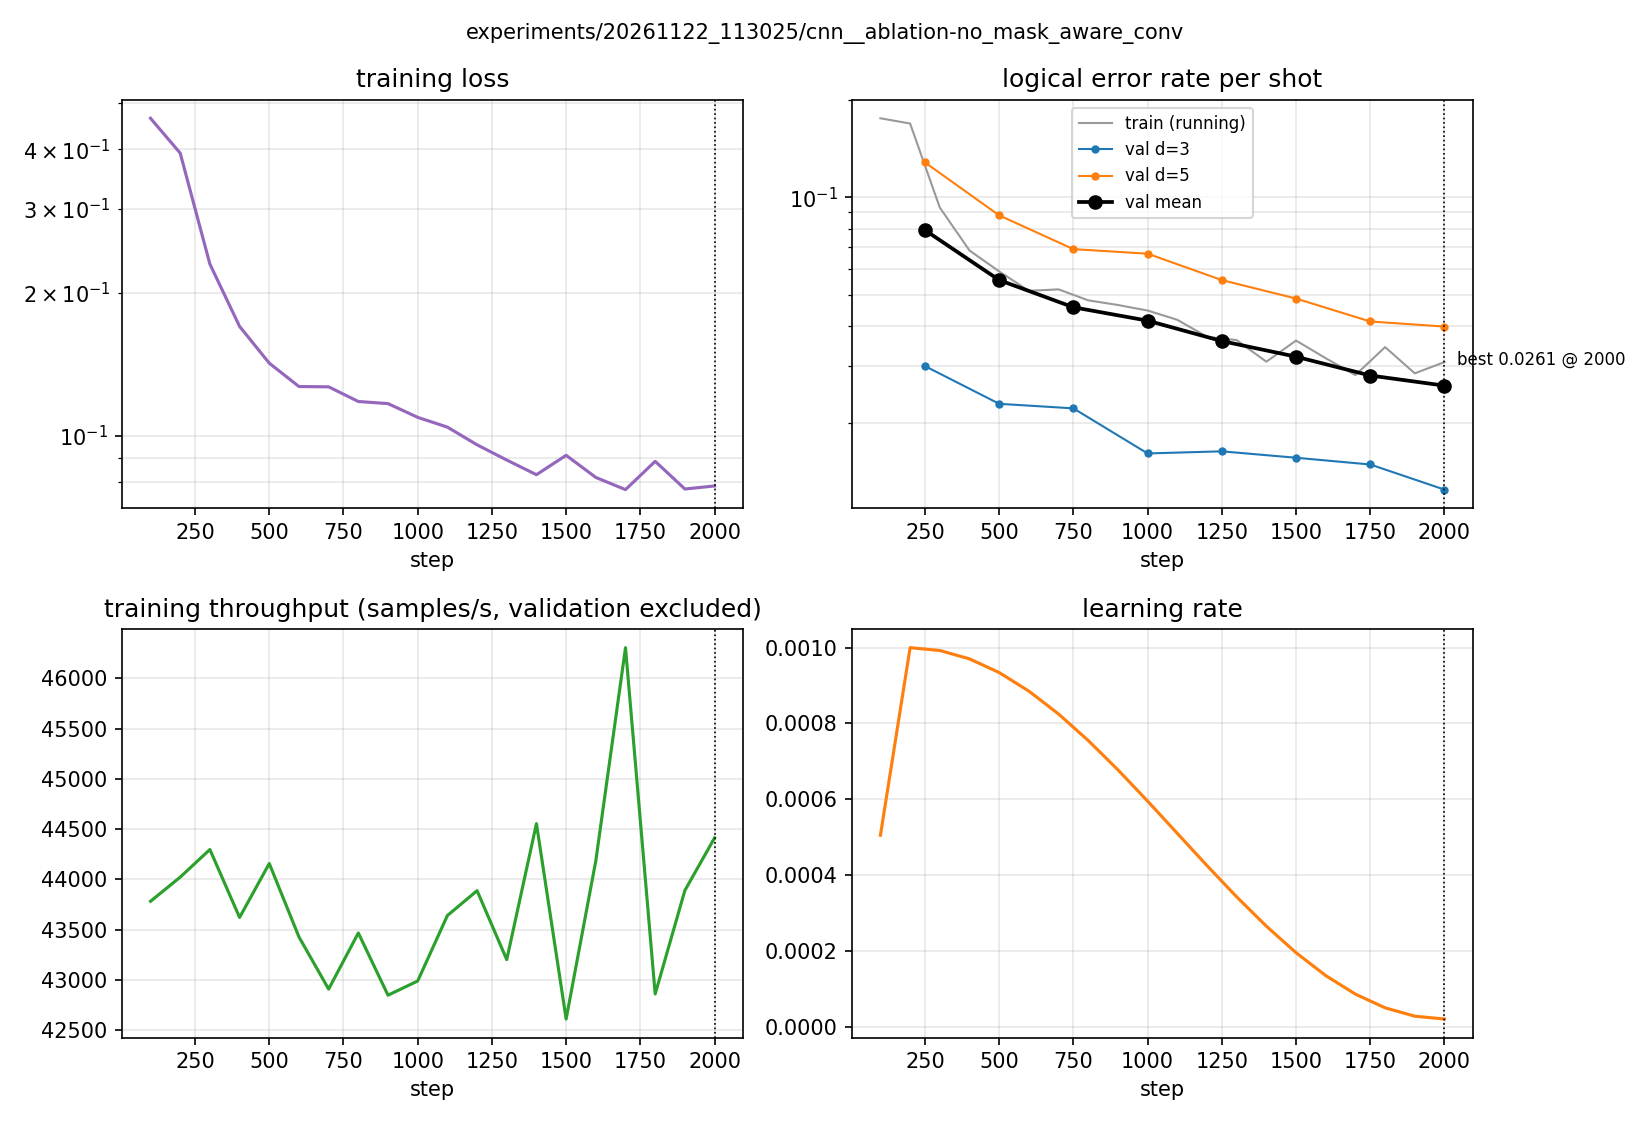 experiments/20261122_113025/cnn__ablation-no_mask_aware_conv
training loss
4 × 10⁻¹
3 × 10⁻¹
2 × 10⁻¹
10⁻¹
250 500 750 1000 1250 1500 1750 2000
step
logical error rate per shot
train (running)
val d=3
val d=5
val mean
10⁻¹
best 0.0261 @ 2000
250 500 750 1000 1250 1500 1750 2000
step
training throughput (samples/s, validation excluded)
46000
45500
45000
44500
44000
43500
43000
42500
250 500 750 1000 1250 1500 1750 2000
step
learning rate
0.0010
0.0008
0.0006
0.0004
0.0002
0.0000
250 500 750 1000 1250 1500 1750 2000
step